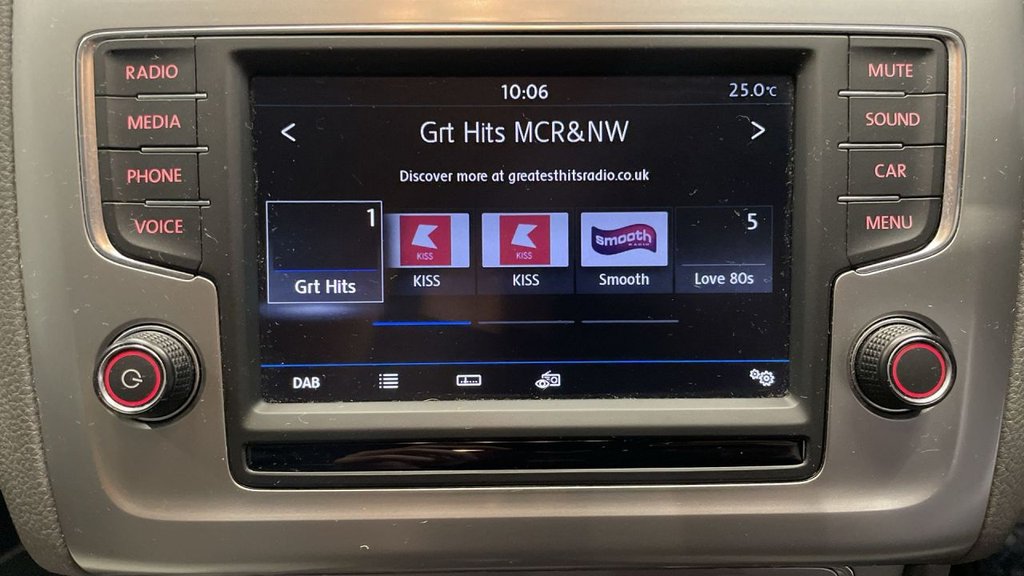 RADIO
MEDIA
PHONE
VOICE
10:06
25.0°C
< Grt Hits MCR&NW >
Discover more at greatesthitsradio.co.uk
1
Grt Hits
KISS
KISS
KISS
KISS
smooth
RADIO
Smooth
5
Love 80s
DAB
MUTE
SOUND
CAR
MENU